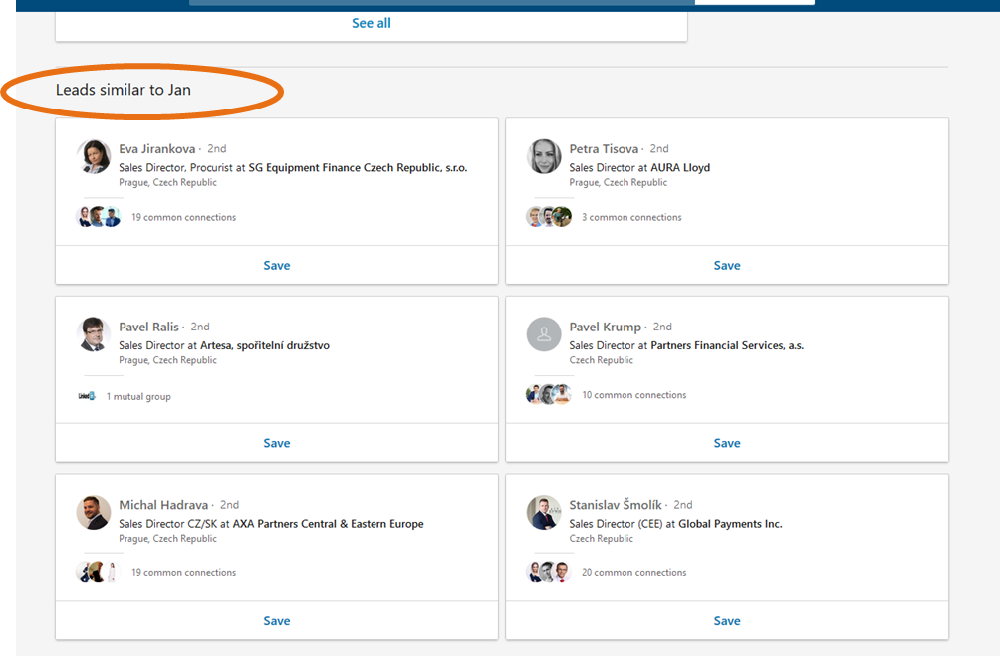 See all
Leads similar to Jan
Eva Jirankova · 2nd
Sales Director, Procurist at SG Equipment Finance Czech Republic, s.r.o.
Prague, Czech Republic
19 common connections
Save
Petra Tisova · 2nd
Sales Director at AURA Lloyd
Prague, Czech Republic
3 common connections
Save
Pavel Ralis · 2nd
Sales Director at Artesa, spořitelní družstvo
Prague, Czech Republic
1 mutual group
Save
Pavel Krump · 2nd
Sales Director at Partners Financial Services, a.s.
Czech Republic
10 common connections
Save
Michal Hadrava · 2nd
Sales Director CZ/SK at AXA Partners Central & Eastern Europe
Prague, Czech Republic
19 common connections
Save
Stanislav Šmolík · 2nd
Sales Director (CEE) at Global Payments Inc.
Czech Republic
20 common connections
Save